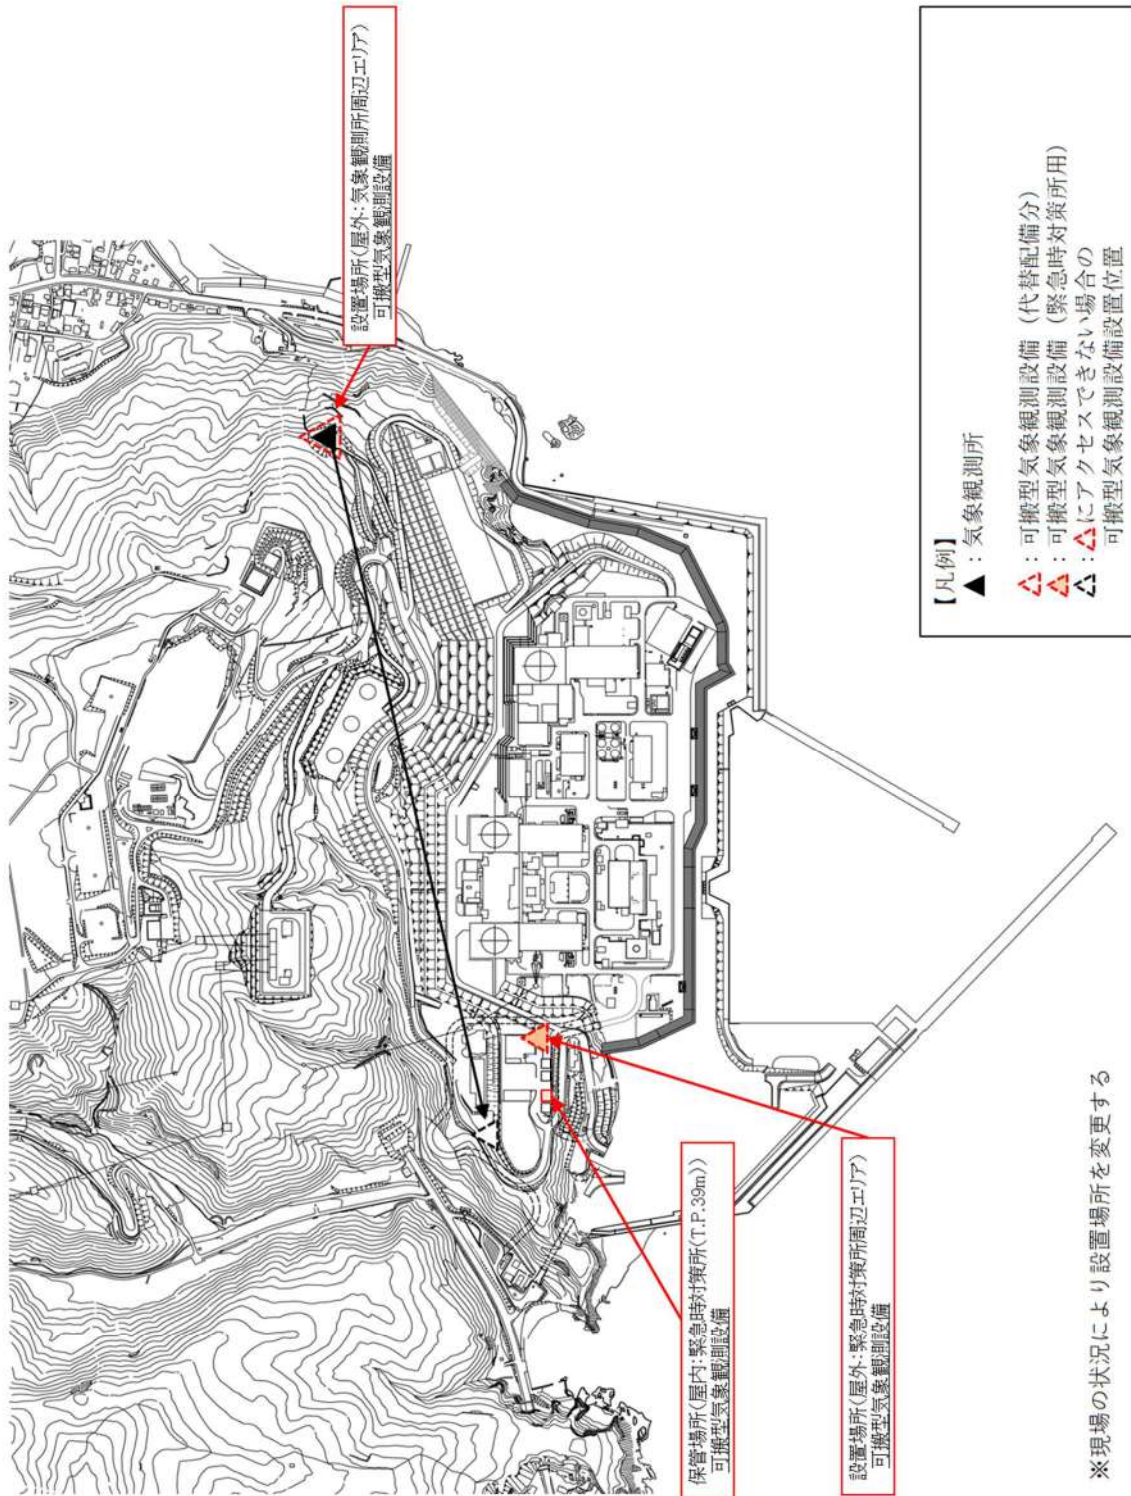 設置場所(屋外:気象観測所周辺エリア)
可搬型気象観測設備
保管場所(屋内:緊急時対策所(T.P.39m))
可搬型気象観測設備
設置場所(屋外:緊急時対策所周辺エリア)
可搬型気象観測設備
【凡例】
▲:気象観測所
△:可搬型気象観測設備(代替配備分)
△:可搬型気象観測設備(緊急時対策所用)
△:△にアクセスできない場合の
可搬型気象観測設備設置位置
※現場の状況により設置場所を変更する